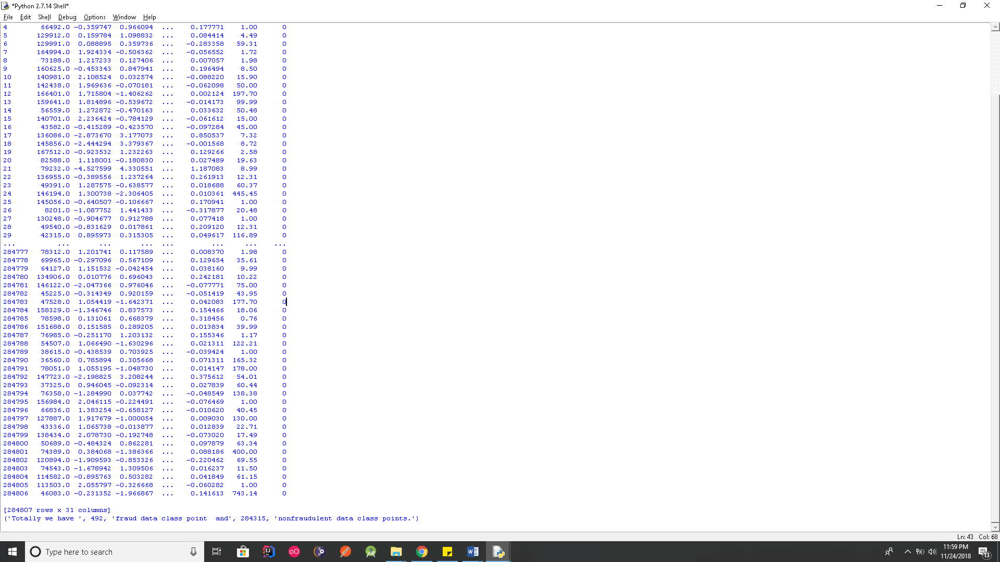 *Python 2.7.14 Shell*
File Edit Shell Debug Options Window Help
4 66492.0 -0.359747 0.966094 ... 0.177771 1.00 0
5 129912.0 0.159784 1.098832 ... 0.084414 4.49 0
6 129991.0 0.088895 0.359736 ... -0.283358 59.31 0
7 164994.0 1.924334 -0.506362 ... -0.056552 1.72 0
8 73188.0 1.217233 0.127406 ... 0.007057 1.98 0
9 160625.0 -0.453343 0.847941 ... 0.196494 8.50 0
10 140981.0 2.108524 0.032574 ... -0.088220 15.90 0
11 142438.0 1.969636 -0.070181 ... -0.062098 50.00 0
12 166401.0 1.715804 -1.406262 ... 0.002124 197.70 0
13 159641.0 1.814896 -0.539672 ... -0.014173 99.99 0
14 56559.0 1.272872 -0.470163 ... 0.033632 50.48 0
15 140701.0 2.236424 -0.784129 ... -0.061612 15.00 0
16 43582.0 -0.415289 -0.423570 ... -0.097284 45.00 0
17 136086.0 -2.873670 3.177073 ... 0.850537 7.32 0
18 145856.0 -2.444294 3.379367 ... -0.001568 8.72 0
19 167512.0 -0.923532 1.232263 ... 0.129266 2.58 0
20 82588.0 1.118001 -0.180830 ... 0.027489 19.63 0
21 79232.0 -4.527599 4.330551 ... 1.187083 8.99 0
22 136955.0 -0.389556 1.237264 ... 0.261913 12.31 0
23 49391.0 1.287575 -0.638577 ... 0.018688 60.37 0
24 146194.0 1.300738 -2.306405 ... 0.010361 445.45 0
25 145056.0 -0.640507 -0.106667 ... 0.170941 1.00 0
26 8201.0 -1.087752 1.441433 ... -0.317877 20.48 0
27 130248.0 -0.904677 0.912788 ... 0.077418 1.00 0
28 49540.0 -0.831629 0.017861 ... 0.209120 12.31 0
29 42315.0 0.895973 0.315305 ... 0.049617 116.89 0
... ... ... ... ... ... ... ...
284777 78312.0 1.201741 0.117589 ... 0.008370 1.98 0
284778 69965.0 -0.297096 0.567109 ... 0.129654 35.61 0
284779 64127.0 1.151532 -0.042454 ... 0.038160 9.99 0
284780 134906.0 0.010776 0.696043 ... 0.242181 10.22 0
284781 146122.0 -2.047366 0.976046 ... -0.077771 75.00 0
284782 45225.0 -0.314349 0.920159 ... -0.051419 43.95 0
284783 47528.0 1.054419 -1.642371 ... 0.042083 177.70 0
284784 158329.0 -1.346746 0.837573 ... 0.154466 18.06 0
284785 78598.0 0.131061 0.668379 ... 0.318456 0.76 0
284786 151688.0 0.151585 0.289205 ... 0.013834 39.99 0
284787 76985.0 -0.251170 1.203132 ... 0.155346 1.17 0
284788 54507.0 1.066490 -1.630296 ... 0.021311 122.21 0
284789 38615.0 -0.438539 0.703925 ... -0.039424 1.00 0
284790 36560.0 0.785894 0.305668 ... 0.071311 165.32 0
284791 78051.0 1.055195 -1.048730 ... 0.014147 178.00 0
284792 147723.0 -2.198825 3.208244 ... 0.375612 54.01 0
284793 37325.0 0.946045 -0.092314 ... 0.027839 60.44 0
284794 76358.0 -1.284990 0.037742 ... -0.048549 138.38 0
284795 156984.0 2.046115 -0.224491 ... -0.076469 1.00 0
284796 66836.0 1.383254 -0.658127 ... -0.010620 40.45 0
284797 127887.0 1.917679 -1.000054 ... 0.009030 130.00 0
284798 43336.0 1.065738 -0.013877 ... 0.012839 22.71 0
284799 138434.0 2.078730 -0.192748 ... -0.073020 17.49 0
284800 50689.0 -0.484324 0.862281 ... 0.097879 63.34 0
284801 74389.0 0.384068 -1.386366 ... 0.088186 400.00 0
284802 120894.0 -1.909593 -0.853326 ... -0.220462 69.55 0
284803 74543.0 -1.678942 1.309506 ... 0.016237 11.50 0
284804 114582.0 -0.895763 0.503282 ... 0.041849 61.15 0
284805 113503.0 2.055797 -0.326668 ... -0.060282 1.00 0
284806 46083.0 -0.231352 -1.966867 ... 0.141613 743.14 0
[284807 rows x 31 columns]
('Totally we have ', 492, 'fraud data class point  and', 284315, 'nonfraudulent data class points.')
Ln: 43 Col: 68
Type here to search
11:59 PM
11/24/2018
13